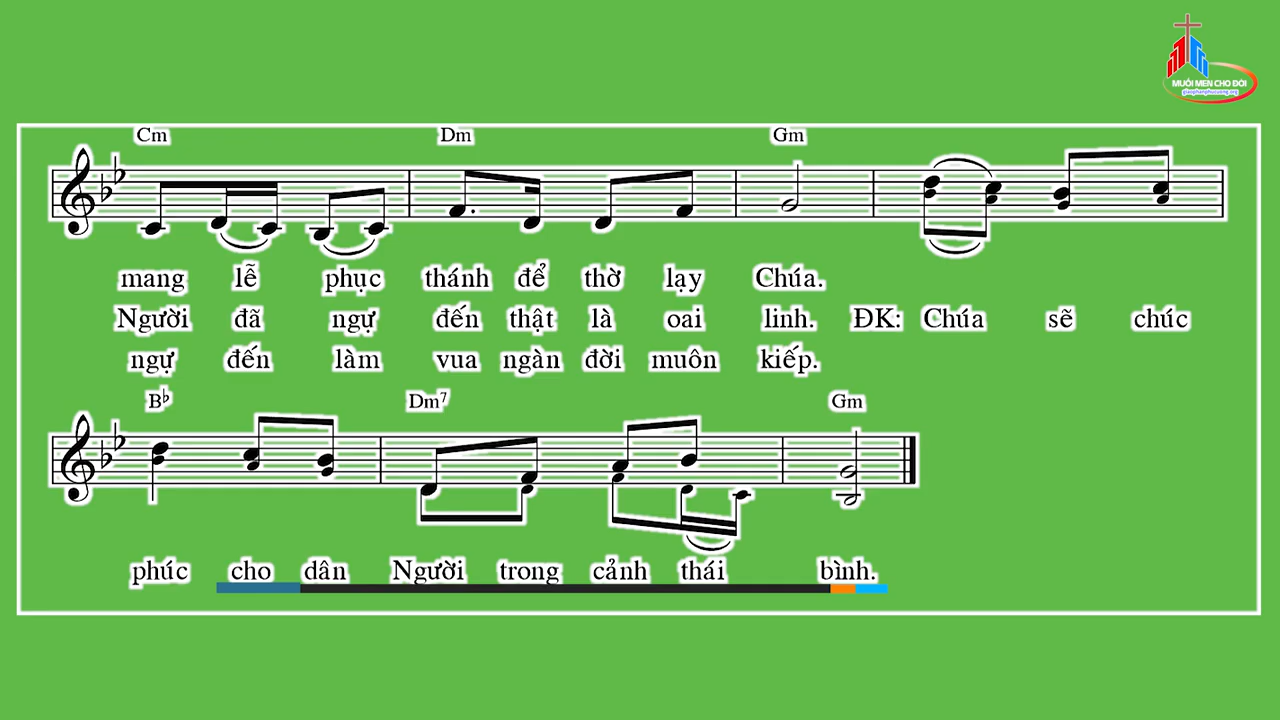 MUỐI MEN CHO ĐỜI
giaophanphucuong.org
Cm Dm Gm
mang lễ phục thánh để thờ lạy Chúa.
Người đã ngự đến thật là oai linh. ĐK: Chúa sẽ chúc
ngự đến làm vua ngàn đời muôn kiếp.
B♭ Dm7 Gm
phúc cho dân Người trong cảnh thái bình.